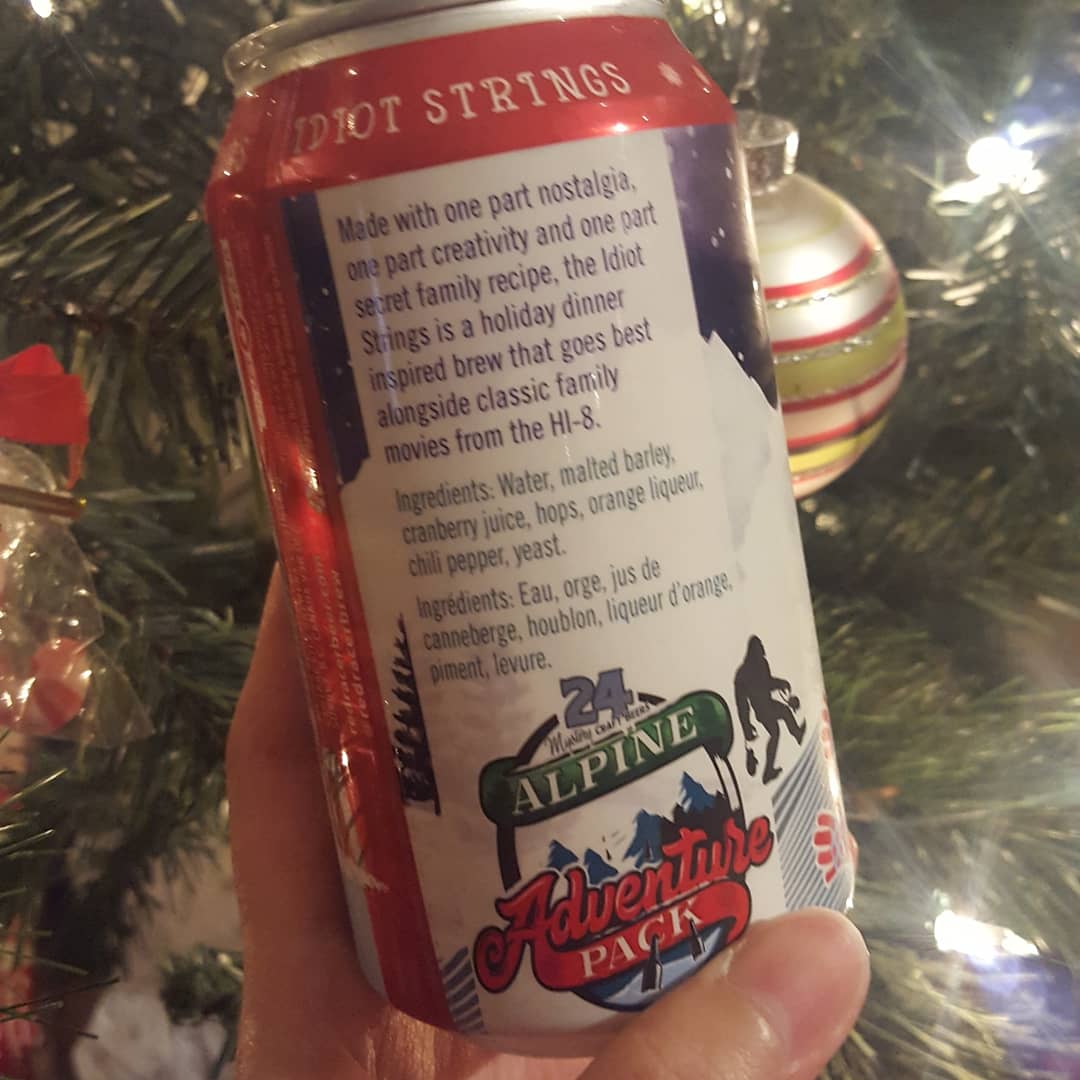 IDIOT STRINGS
Made with one part nostalgia,
one part creativity and one part
secret family recipe, the Idiot
Strings is a holiday dinner
inspired brew that goes best
alongside classic family
movies from the HI-8.
Ingredients: Water, malted barley,
cranberry juice, hops, orange liqueur,
chili pepper, yeast.
Ingrédients: Eau, orge, jus de
canneberge, houblon, liqueur d'orange,
piment, levure.
24
Mystery CRAFT BEERS
ALPINE
Adventure
PACK